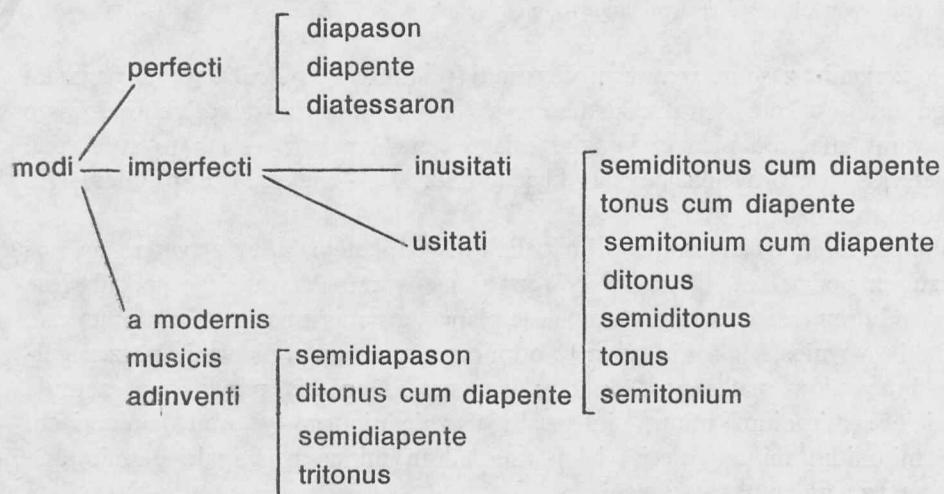 diapason
perfecti diapente
diatessaron
modi imperfecti inusitati semiditonus cum diapente
tonus cum diapente
usitati semitonium cum diapente
ditonus
a modernis semiditonus
musicis semidiapason tonus
adinventi ditonus cum diapente semitonium
semidiapente
tritonus